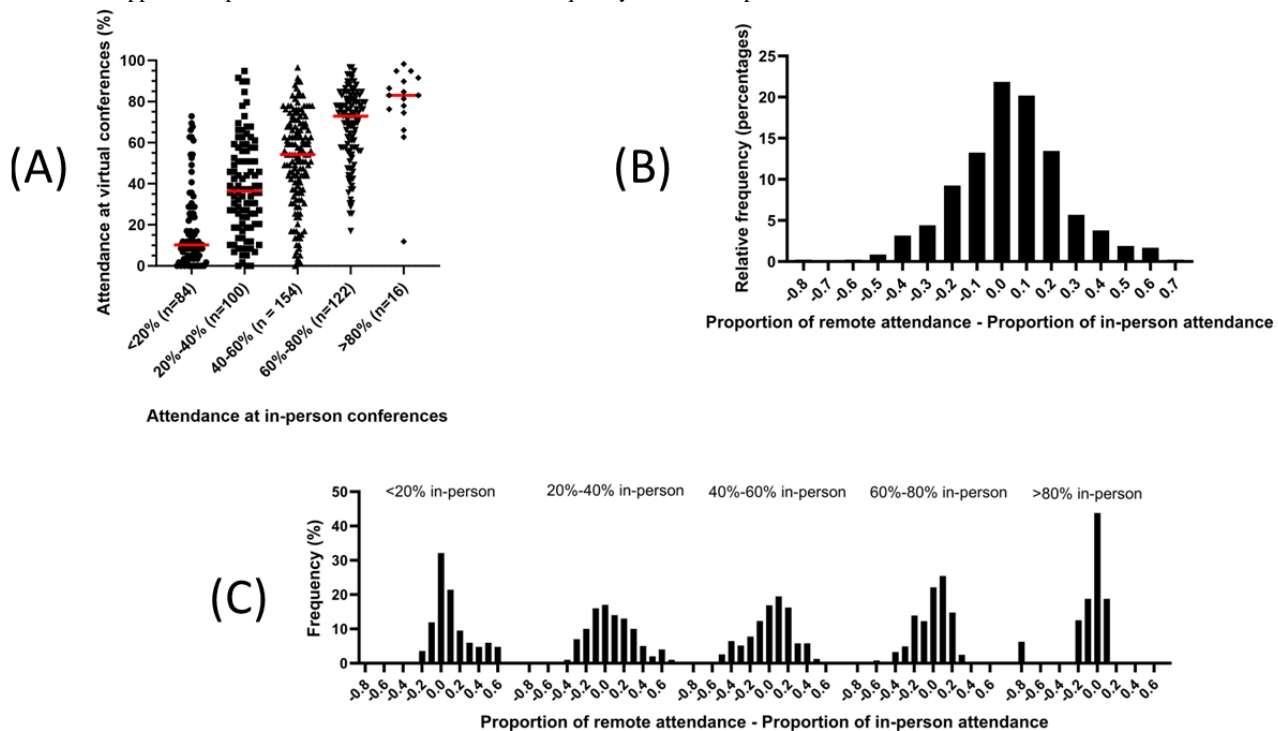 (A)
Attendance at virtual conferences (%)
100
80
60
40
20
0
<20% (n=84)
20%-40% (n=100)
40-60% (n = 154)
60%-80% (n=122)
>80% (n=16)
Attendance at in-person conferences
(B)
Relative frequency (percentages)
25
20
15
10
5
0
-0.8 -0.7 -0.6 -0.5 -0.4 -0.3 -0.2 -0.1 0.0 0.1 0.2 0.3 0.4 0.5 0.6 0.7
Proportion of remote attendance - Proportion of in-person attendance
(C)
Frequency (%)
50
40
30
20
10
0
<20% in-person 20%-40% in-person 40%-60% in-person 60%-80% in-person >80% in-person
-0.8 -0.6 -0.4 -0.2 0.0 0.2 0.4 0.6 -0.8 -0.6 -0.4 -0.2 0.0 0.2 0.4 0.6 -0.8 -0.6 -0.4 -0.2 0.0 0.2 0.4 0.6 -0.8 -0.6 -0.4 -0.2 0.0 0.2 0.4 0.6 -0.8 -0.6 -0.4 -0.2 0.0 0.2 0.4 0.6
Proportion of remote attendance - Proportion of in-person attendance